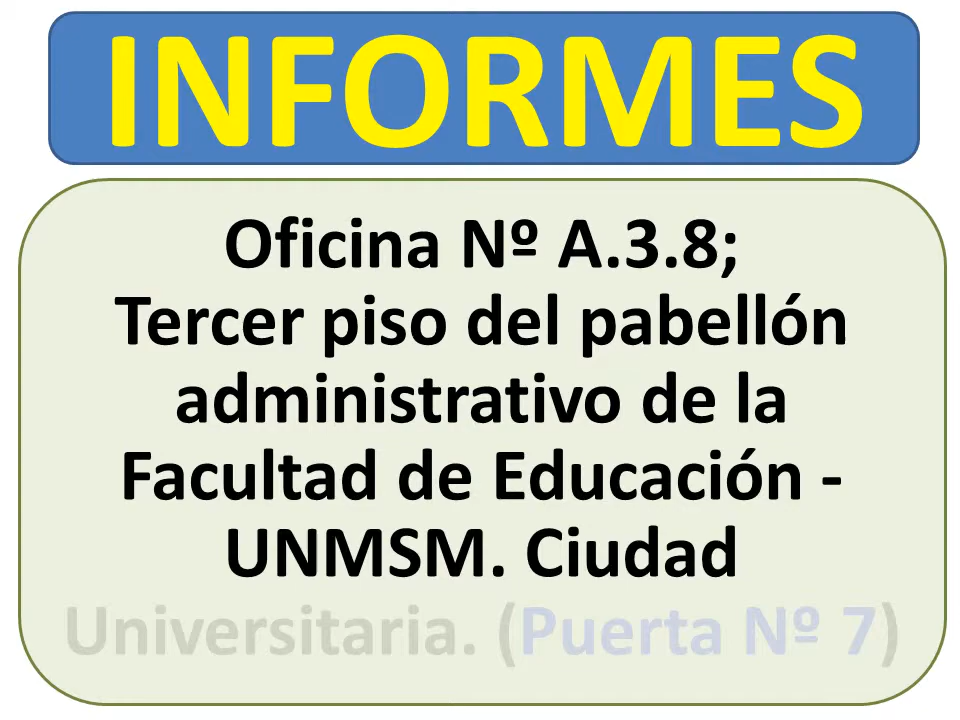 INFORMES
Oficina Nº A.3.8;
Tercer piso del pabellón
administrativo de la
Facultad de Educación -
UNMSM. Ciudad
Universitaria. (Puerta Nº 7)